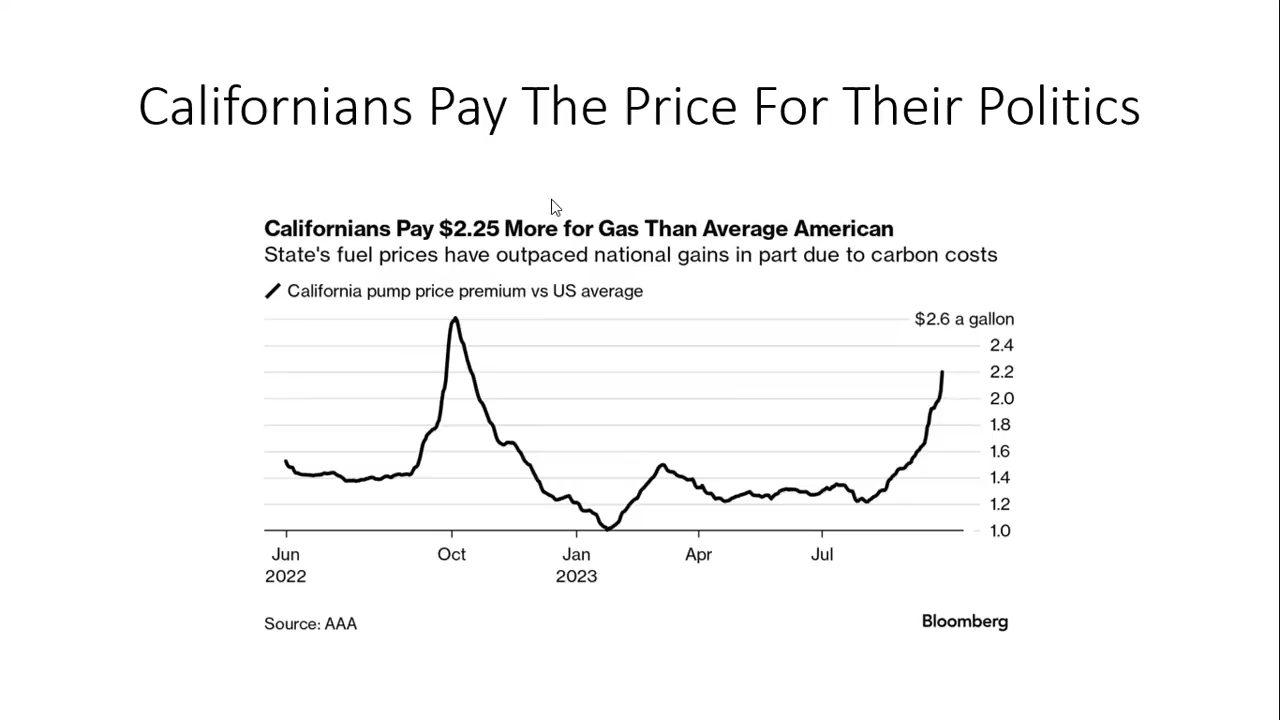 Californians Pay The Price For Their Politics
Californians Pay $2.25 More for Gas Than Average American
State's fuel prices have outpaced national gains in part due to carbon costs
California pump price premium vs US average
$2.6 a gallon
2.4
2.2
2.0
1.8
1.6
1.4
1.2
1.0
Jun Oct Jan Apr Jul
2022 2023
Source: AAA Bloomberg